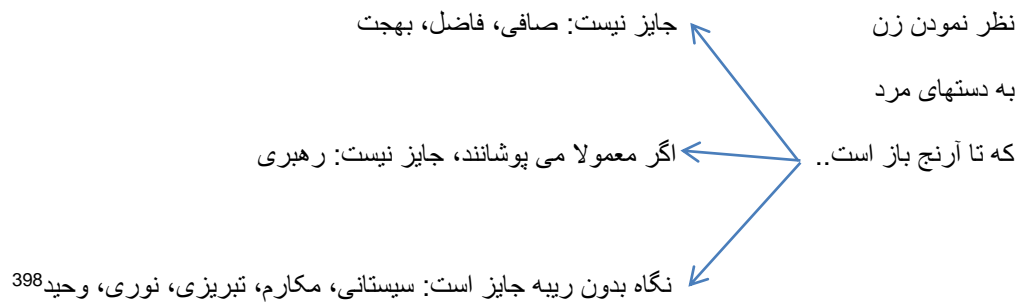 نظر نمودن زن
به دستهای مرد
که تا آرنج باز است..
جایز نیست: صافی، فاضل، بهجت
اگر معمولا می پوشانند، جایز نیست: رهبری
نگاه بدون ریبه جایز است: سیستانی، مکارم، تبریزی، نوری، وحید398